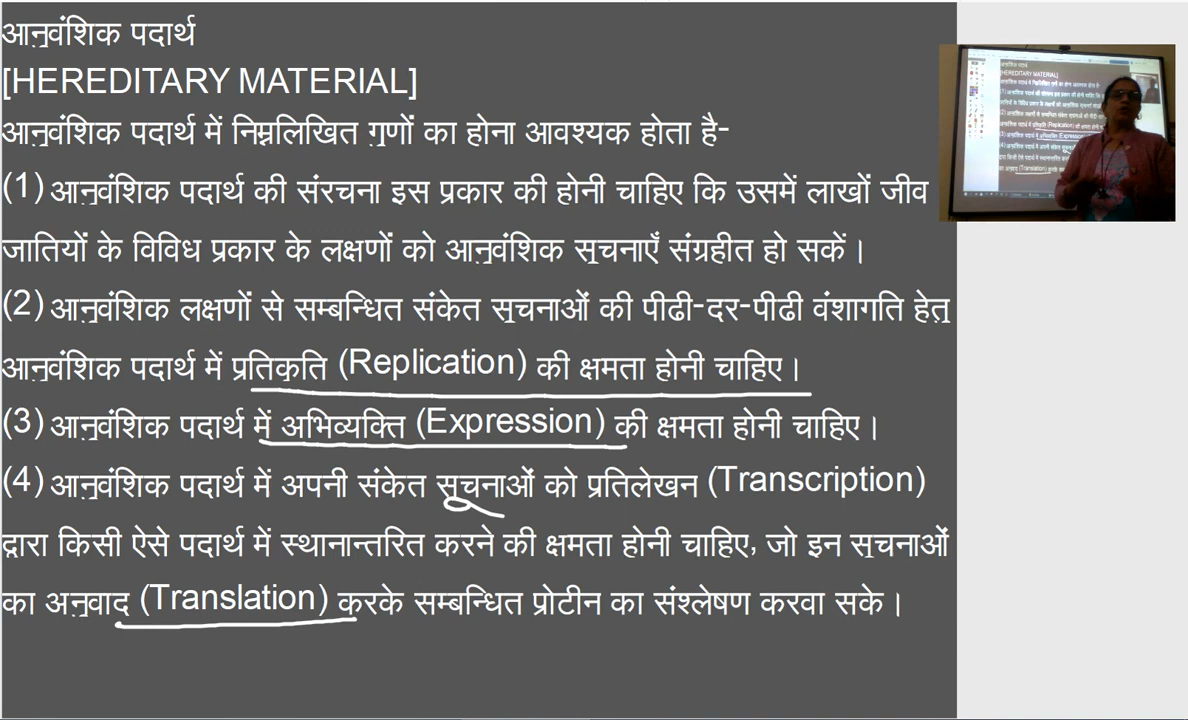 आनुवंशिक पदार्थ
[HEREDITARY MATERIAL]
आनुवंशिक पदार्थ में निम्नलिखित गुणों का होना आवश्यक होता है-
(1) आनुवंशिक पदार्थ की संरचना इस प्रकार की होनी चाहिए कि उसमें लाखों जीव
जातियों के विविध प्रकार के लक्षणों को आनुवंशिक सूचनाएँ संग्रहीत हो सकें।
(2) आनुवंशिक लक्षणों से सम्बन्धित संकेत सूचनाओं की पीढी-दर-पीढी वंशागति हेतु
आनुवंशिक पदार्थ में प्रतिकृति (Replication) की क्षमता होनी चाहिए।
(3) आनुवंशिक पदार्थ में अभिव्यक्ति (Expression) की क्षमता होनी चाहिए।
(4) आनुवंशिक पदार्थ में अपनी संकेत सूचनाओं को प्रतिलेखन (Transcription)
द्वारा किसी ऐसे पदार्थ में स्थानान्तरित करने की क्षमता होनी चाहिए, जो इन सूचनाओं
का अनुवाद (Translation) करके सम्बन्धित प्रोटीन का संश्लेषण करवा सके।